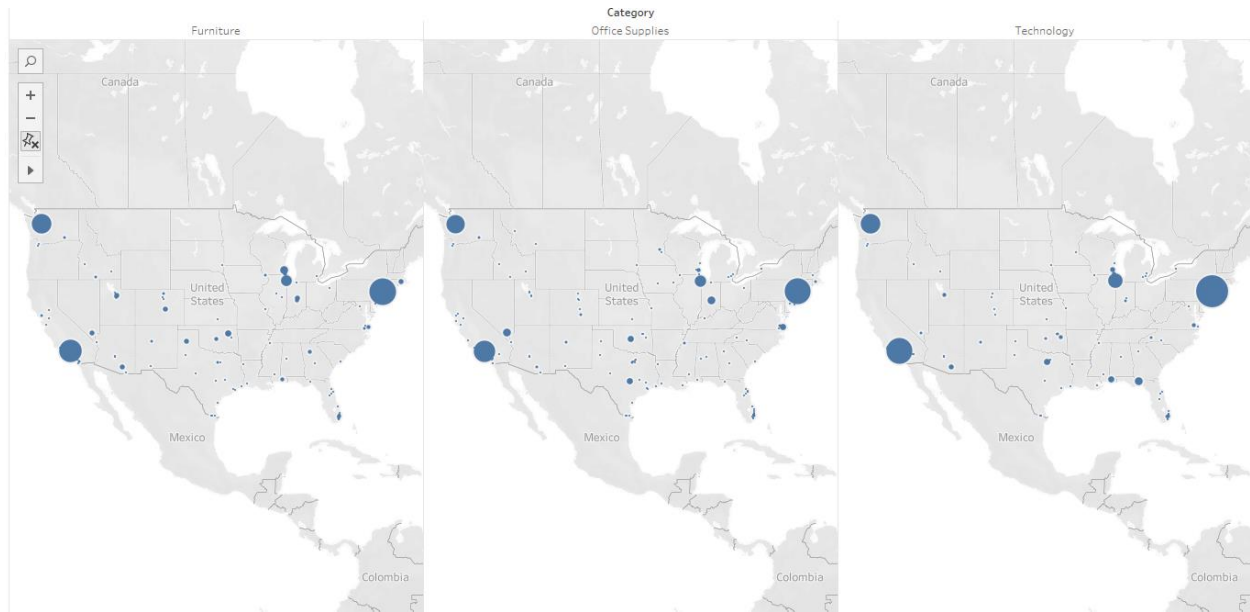 Category
Furniture
Office Supplies
Technology
Canada
Canada
Canada
United
States
United
States
United
States
Mexico
Mexico
Mexico
Colombia
Colombia
Colombia